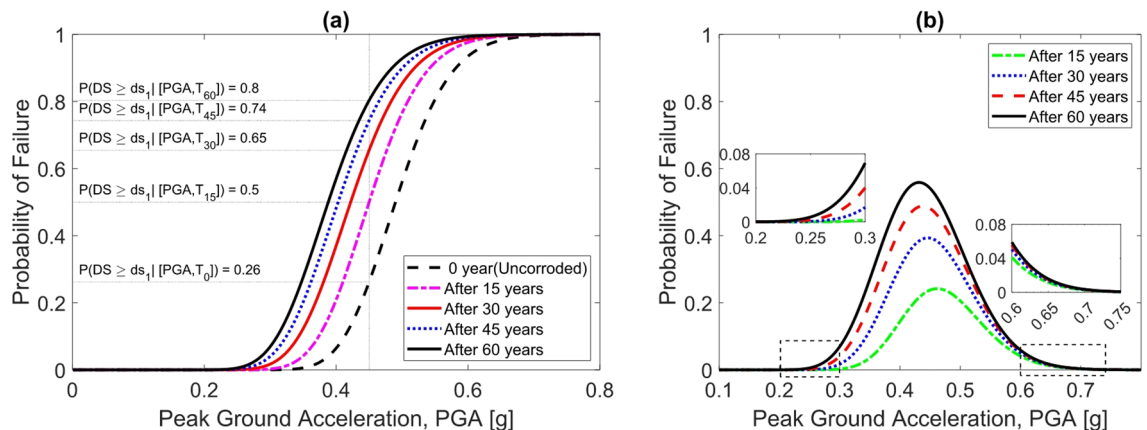 (a)
Probability of Failure
1
0.8
0.6
0.4
0.2
0
P(DS ≥ ds1| [PGA,T60]) = 0.8
P(DS ≥ ds1| [PGA,T45]) = 0.74
P(DS ≥ ds1| [PGA,T30]) = 0.65
P(DS ≥ ds1| [PGA,T15]) = 0.5
P(DS ≥ ds1| [PGA,T0]) = 0.26
0 year(Uncorroded)
After 15 years
After 30 years
After 45 years
After 60 years
0 0.2 0.4 0.6 0.8
Peak Ground Acceleration, PGA [g]
(b)
Probability of Failure
1
0.8
0.6
0.4
0.2
0
After 15 years
After 30 years
After 45 years
After 60 years
0.08
0.04
0
0.2 0.25 0.3
0.08
0.04
0
0.6 0.65 0.7 0.75
0.1 0.2 0.3 0.4 0.5 0.6 0.7
Peak Ground Acceleration, PGA [g]